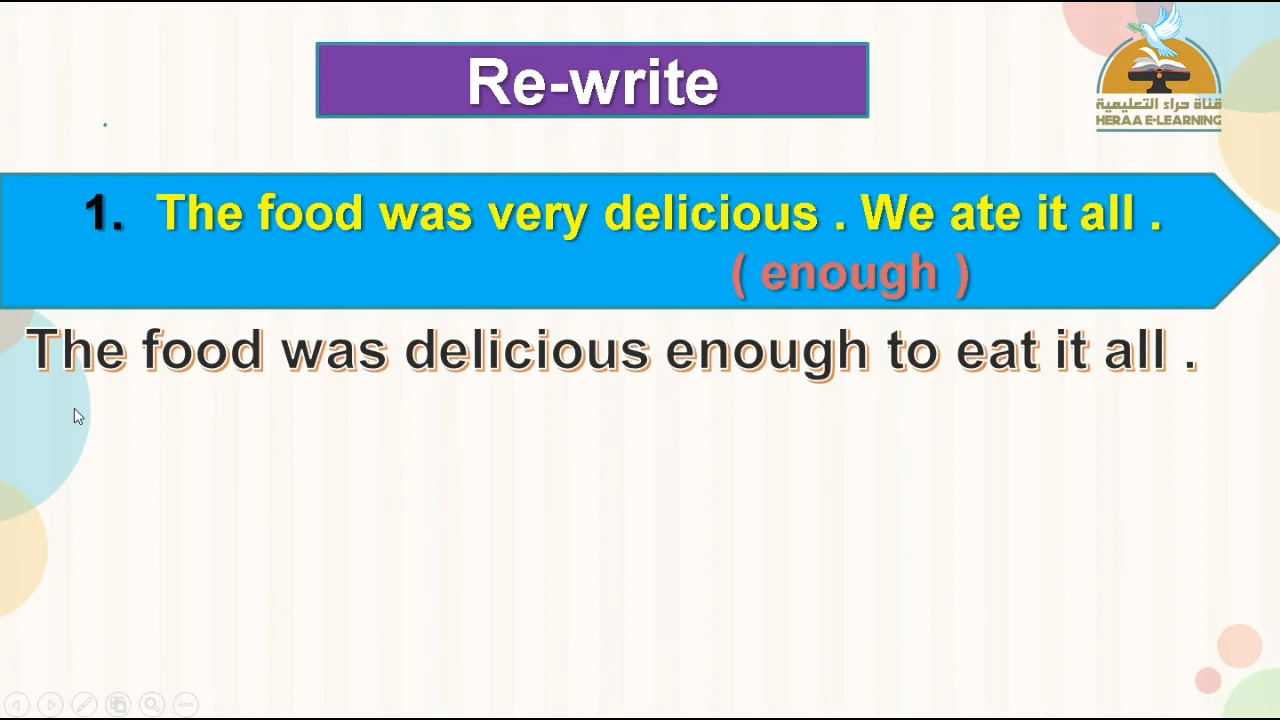 Re-write
قناة حراء التعليمية
HERAA E-LEARNING
1. The food was very delicious . We ate it all .
( enough )
The food was delicious enough to eat it all .